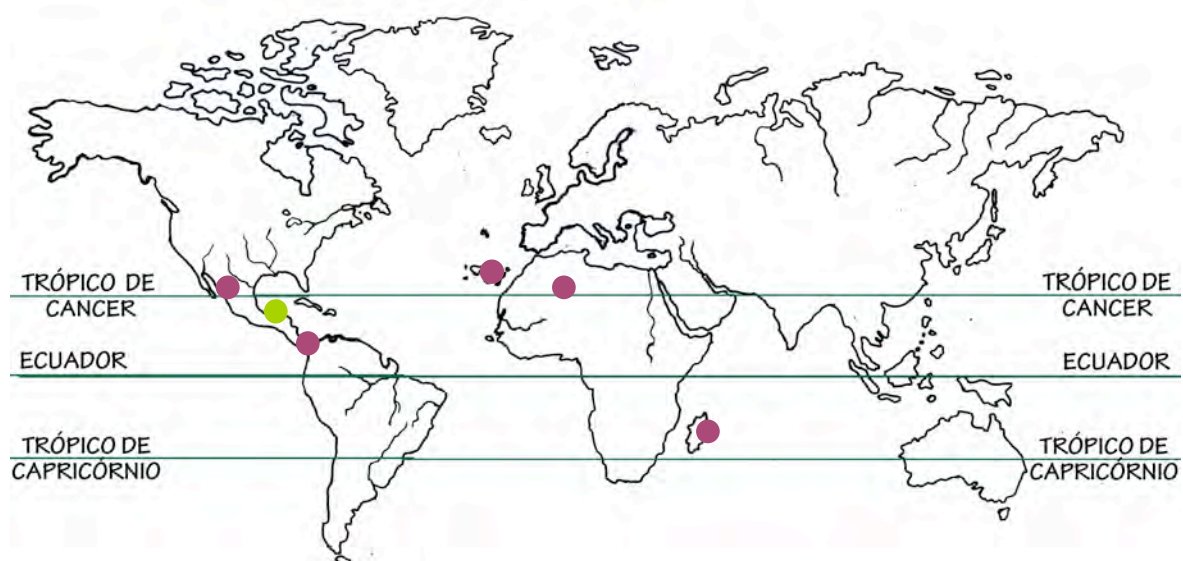 TRÓPICO DE
CANCER
ECUADOR
TRÓPICO DE
CAPRICÓRNIO
TRÓPICO DE
CANCER
ECUADOR
TRÓPICO DE
CAPRICÓRNIO